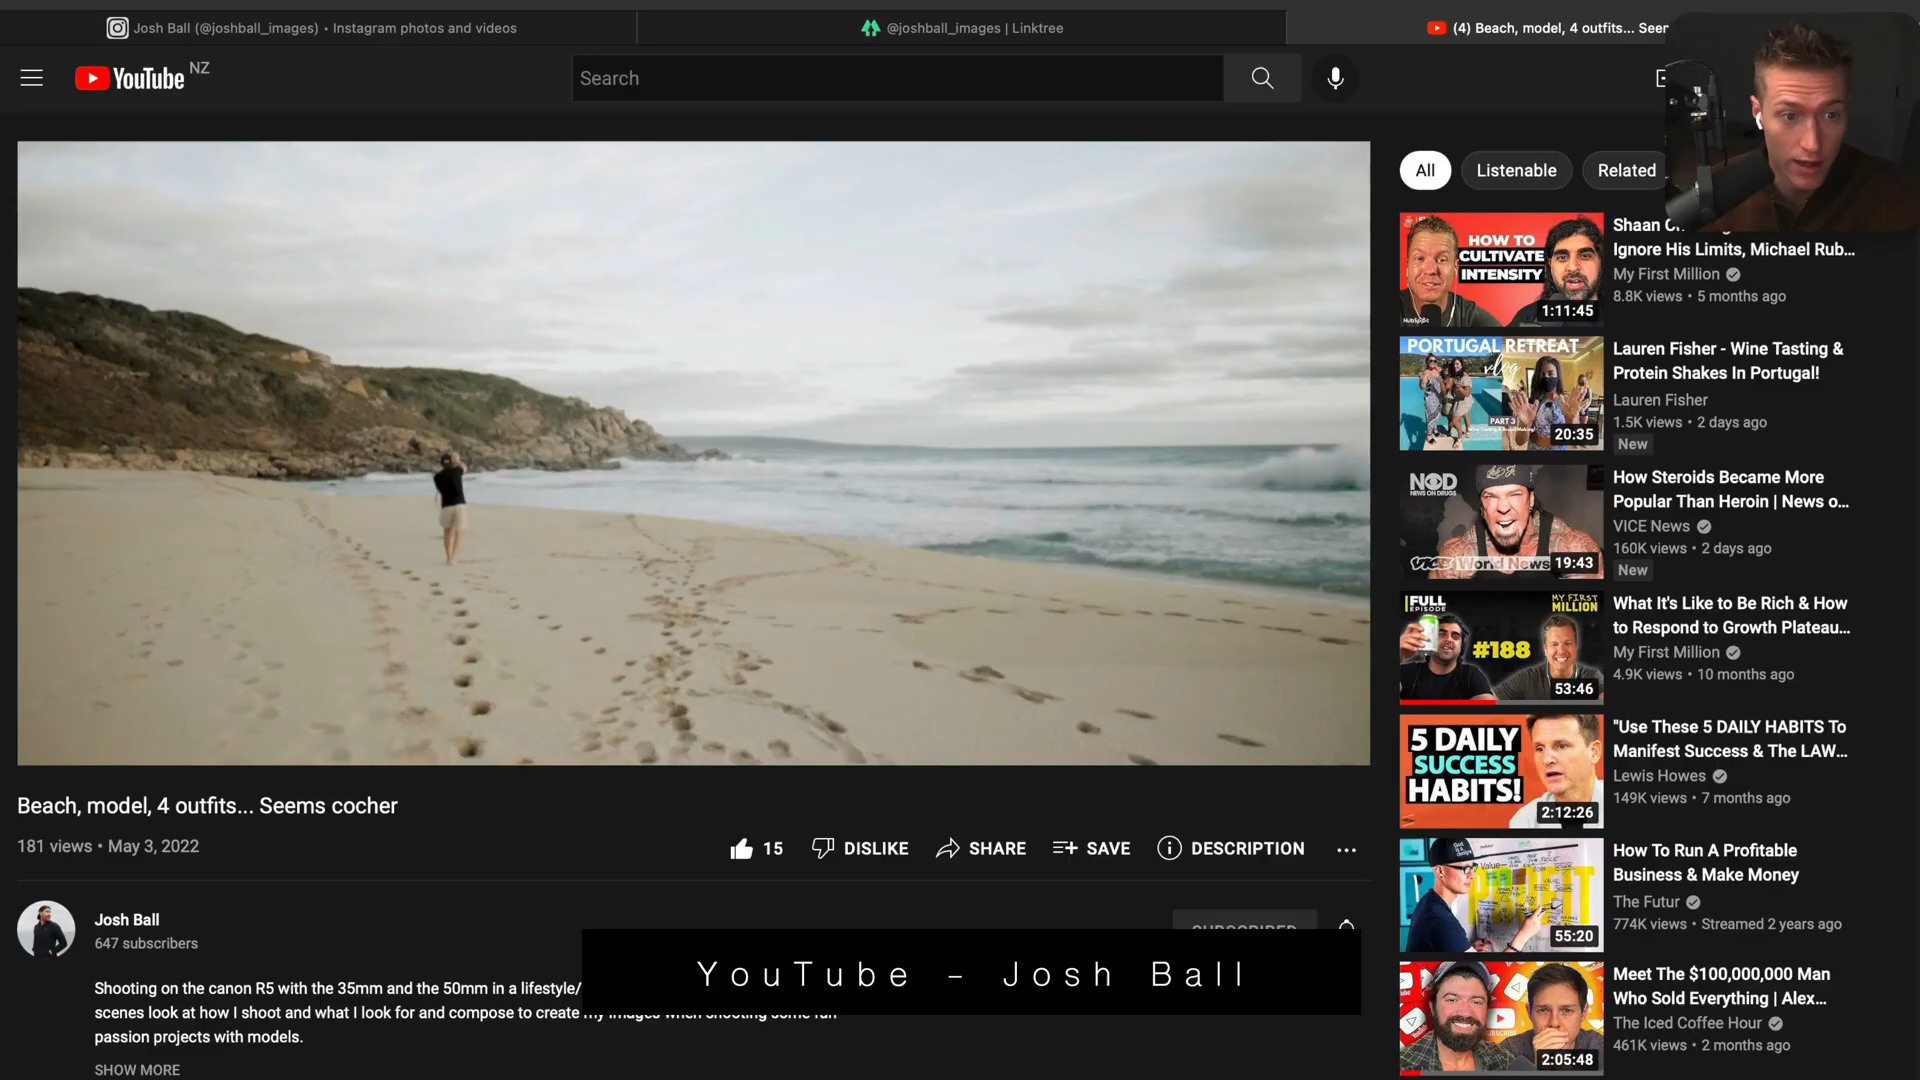 Josh Ball (@joshball_images) • Instagram photos and videos
@joshball_images | Linktree
(4) Beach, model, 4 outfits... Seem
YouTube NZ
Search
All
Listenable
Related
HOW TO
CULTIVATE
INTENSITY
HubSpot
1:11:45
Shaan
Ignore His Limits, Michael Rub...
My First Million
8.8K views • 5 months ago
PORTUGAL RETREAT
vlog
PART 3
20:35
Lauren Fisher - Wine Tasting &
Protein Shakes In Portugal!
Lauren Fisher
1.5K views • 2 days ago
New
NOD
NEWS ON DRUGS
VICE World News
19:43
How Steroids Became More
Popular Than Heroin | News o...
VICE News
160K views • 2 days ago
New
FULL
EPISODE
MY FIRST
MILLION
#188
53:46
What It's Like to Be Rich & How
to Respond to Growth Plateau...
My First Million
4.9K views • 10 months ago
5 DAILY
SUCCESS
HABITS!
2:12:26
"Use These 5 DAILY HABITS To
Manifest Success & The LAW...
Lewis Howes
149K views • 7 months ago
55:20
How To Run A Profitable
Business & Make Money
The Futur
774K views • Streamed 2 years ago
2:05:48
Meet The $100,000,000 Man
Who Sold Everything | Alex...
The Iced Coffee Hour
461K views • 2 months ago
Beach, model, 4 outfits... Seems cocher
181 views • May 3, 2022
15
DISLIKE
SHARE
SAVE
DESCRIPTION
Josh Ball
647 subscribers
SUBSCRIBED
YouTube – Josh Ball
Shooting on the canon R5 with the 35mm and the 50mm in a lifestyle/
scenes look at how I shoot and what I look for and compose to create my images when shooting some fun
passion projects with models.
SHOW MORE